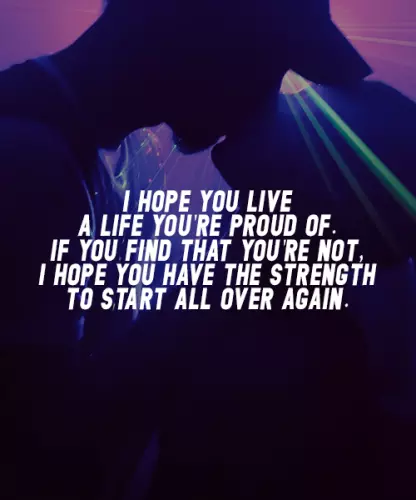 I HOPE YOU LIVE
A LIFE YOU'RE PROUD OF.
IF YOU FIND THAT YOU'RE NOT,
I HOPE YOU HAVE THE STRENGTH
TO START ALL OVER AGAIN.